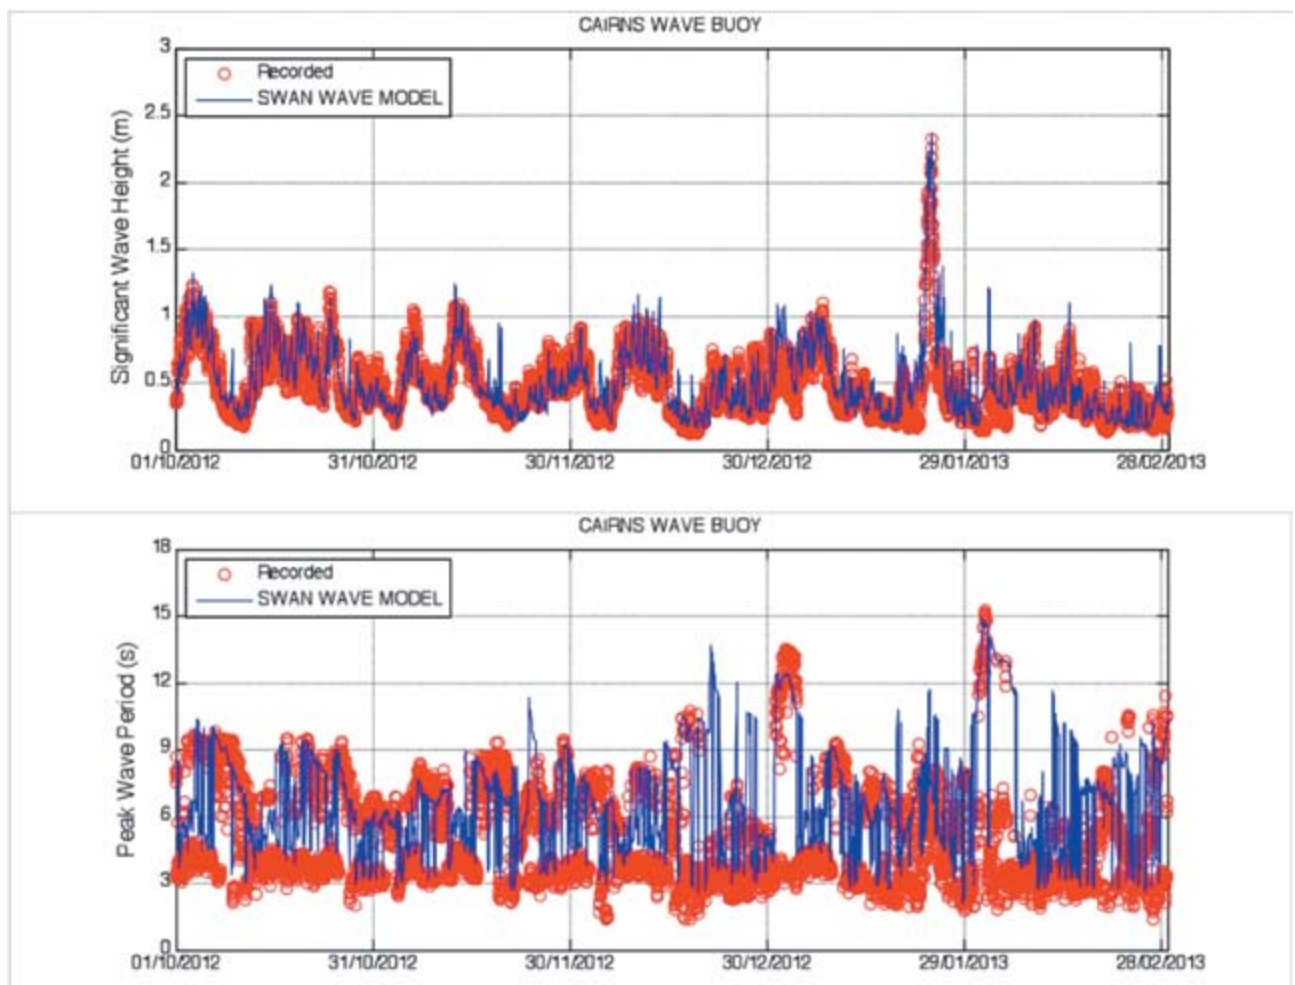 CAIRNS WAVE BUOY
3
2.5
2
1.5
1
0.5
0
Significant Wave Height (m)
Recorded
SWAN WAVE MODEL
01/10/2012 31/10/2012 30/11/2012 30/12/2012 29/01/2013 28/02/2013
CAIRNS WAVE BUOY
18
15
12
9
6
3
0
Peak Wave Period (s)
Recorded
SWAN WAVE MODEL
01/10/2012 31/10/2012 30/11/2012 30/12/2012 29/01/2013 28/02/2013